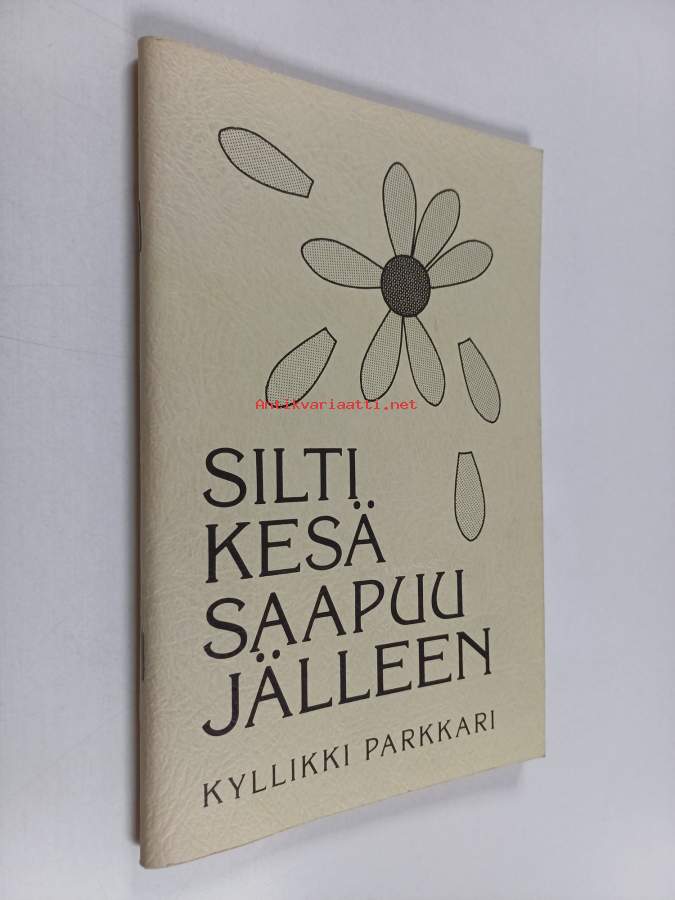 Antikvariaatti.net
SILTI
KESÄ
SAAPUU
JÄLLEEN
KYLLIKKI PARKKARI